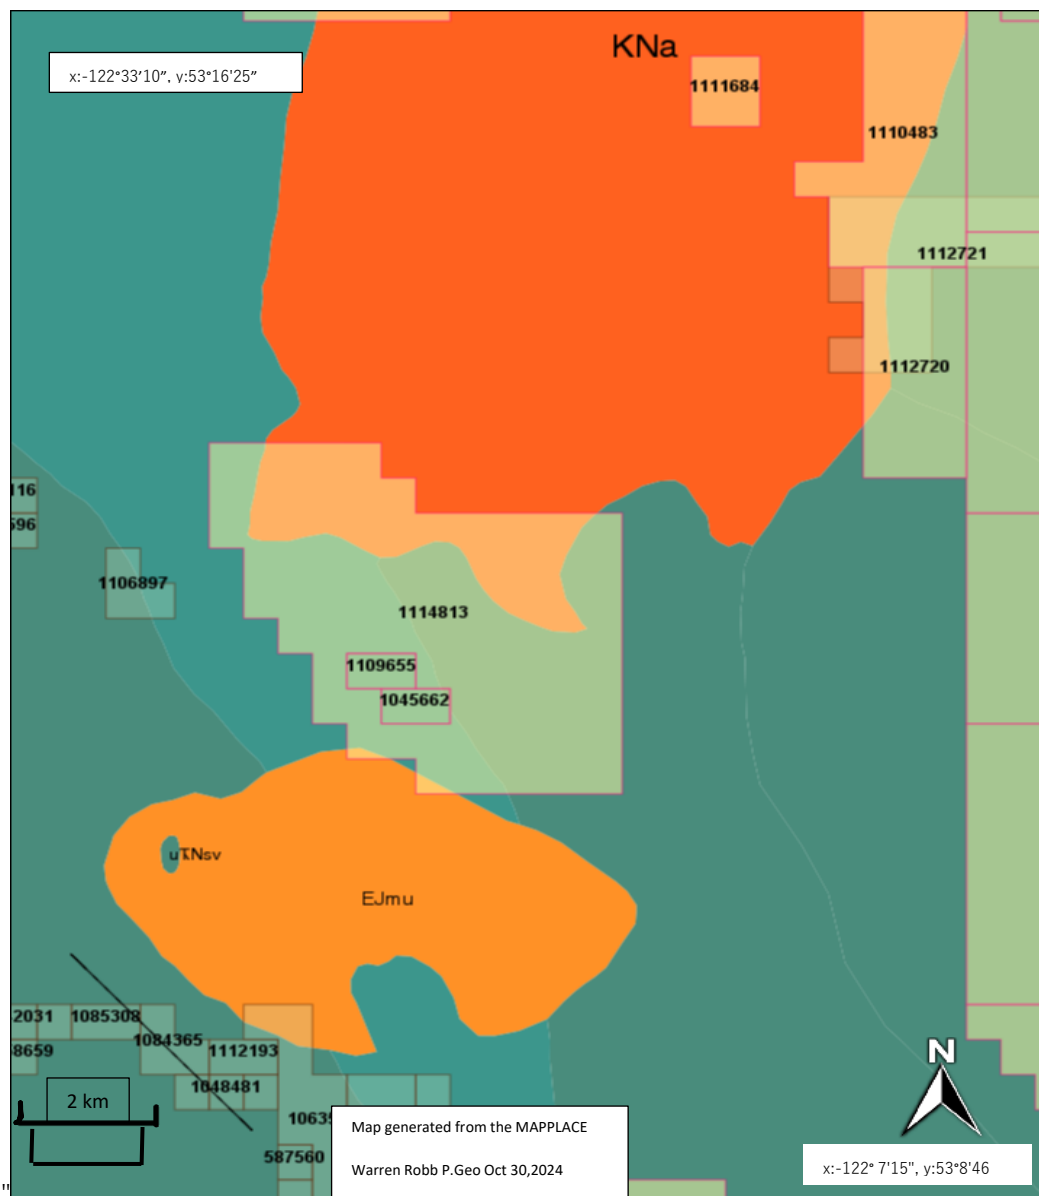 KNa
x:-122°33'10", y:53°16'25"
1111684
1110483
1112721
1112720
116
596
1106897
1114813
1109655
1045662
uTNsv
EJmu
2031
1085308
1084365
8659
1112193
1048481
N
2 km
1063
Map generated from the MAPPLACE
Warren Robb P.Geo Oct 30,2024
587560
x:-122° 7'15", y:53°8'46
"